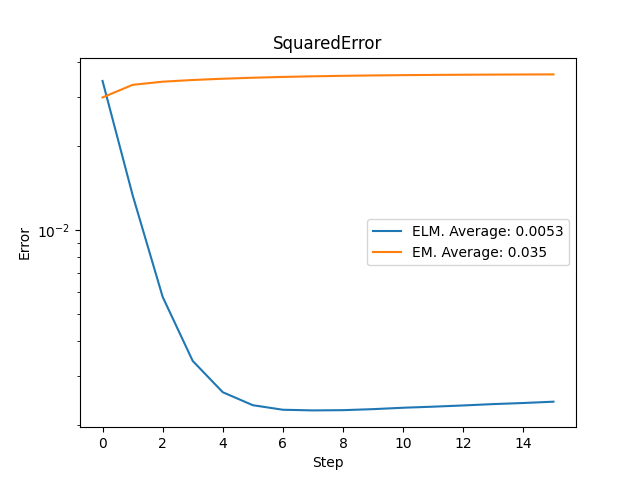 SquaredError
Error
10⁻²
ELM. Average: 0.0053
EM. Average: 0.035
0 2 4 6 8 10 12 14
Step